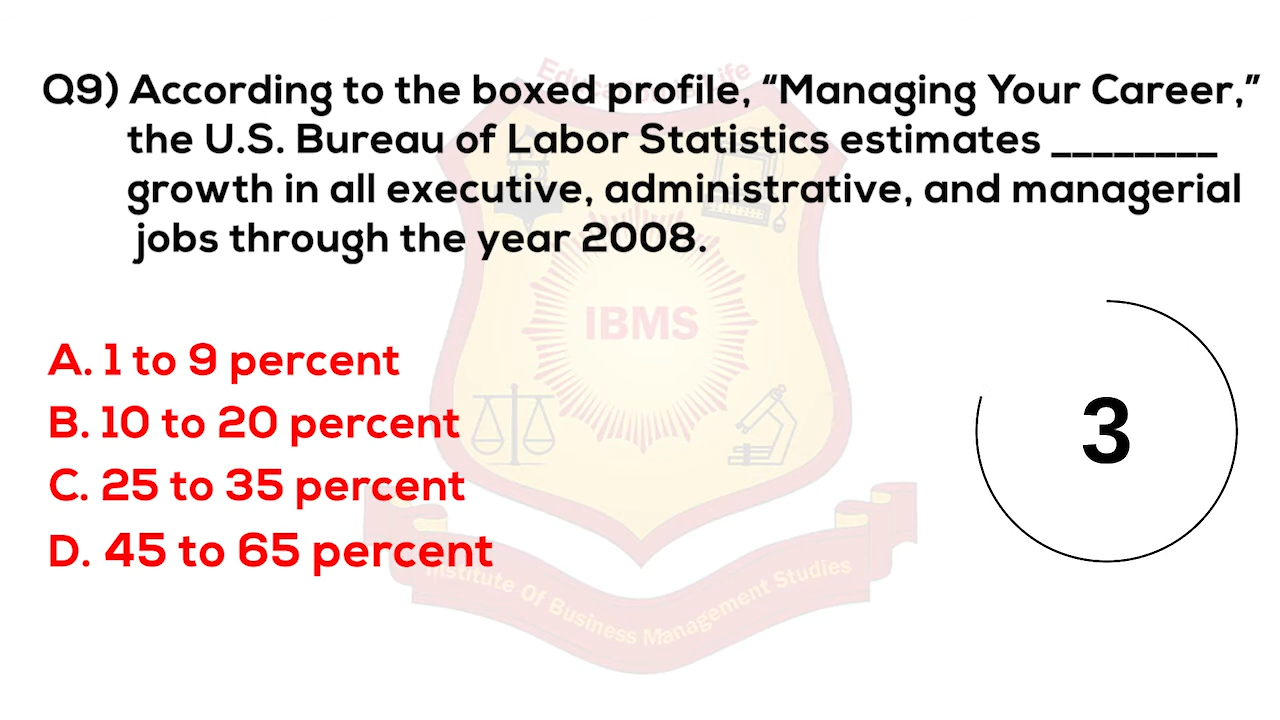 Q9) According to the boxed profile, “Managing Your Career,”
the U.S. Bureau of Labor Statistics estimates ________
growth in all executive, administrative, and managerial
jobs through the year 2008.
A. 1 to 9 percent
B. 10 to 20 percent
C. 25 to 35 percent
D. 45 to 65 percent
3
IBMS
Institute Of Business Management Studies